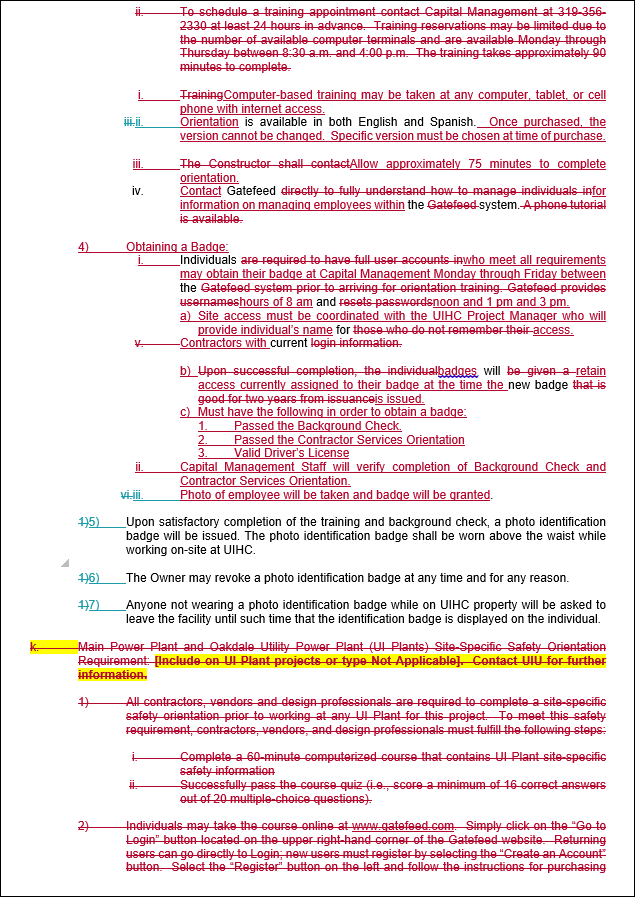 ii. To schedule a training appointment contact Capital Management at 319-356-
2330 at least 24 hours in advance. Training reservations may be limited due to
the number of available computer terminals and are available Monday through
Thursday between 8:30 a.m. and 4:00 p.m. The training takes approximately 90
minutes to complete.
i. TrainingComputer-based training may be taken at any computer, tablet, or cell
phone with internet access.
iii.ii. Orientation is available in both English and Spanish. Once purchased, the
version cannot be changed. Specific version must be chosen at time of purchase.
iii. The Constructor shall contactAllow approximately 75 minutes to complete
orientation.
iv. Contact Gatefeed directly to fully understand how to manage individuals infor
information on managing employees within the Gatefeed system. A phone tutorial
is available.
4) Obtaining a Badge:
i. Individuals are required to have full user accounts inwho meet all requirements
may obtain their badge at Capital Management Monday through Friday between
the Gatefeed system prior to arriving for orientation training. Gatefeed provides
usernameshours of 8 am and resets passwordsnoon and 1 pm and 3 pm.
a) Site access must be coordinated with the UIHC Project Manager who will
provide individual's name for those who do not remember their access.
v. Contractors with current login information.
b) Upon successful completion, the individualbadges will be given a retain
access currently assigned to their badge at the time the new badge that is
good for two years from issuanceis issued.
c) Must have the following in order to obtain a badge:
1. Passed the Background Check.
2. Passed the Contractor Services Orientation
3. Valid Driver's License
ii. Capital Management Staff will verify completion of Background Check and
Contractor Services Orientation.
vi.iii. Photo of employee will be taken and badge will be granted.
1)5) Upon satisfactory completion of the training and background check, a photo identification
badge will be issued. The photo identification badge shall be worn above the waist while
working on-site at UIHC.
1)6) The Owner may revoke a photo identification badge at any time and for any reason.
1)7) Anyone not wearing a photo identification badge while on UIHC property will be asked to
leave the facility until such time that the identification badge is displayed on the individual.
k. Main Power Plant and Oakdale Utility Power Plant (UI Plants) Site-Specific Safety Orientation
Requirement: [Include on UI Plant projects or type Not Applicable]. Contact UIU for further
information.
1) All contractors, vendors and design professionals are required to complete a site-specific
safety orientation prior to working at any UI Plant for this project. To meet this safety
requirement, contractors, vendors, and design professionals must fulfill the following steps:
i. Complete a 60-minute computerized course that contains UI Plant site-specific
safety information
ii. Successfully pass the course quiz (i.e., score a minimum of 16 correct answers
out of 20 multiple-choice questions).
2) Individuals may take the course online at www.gatefeed.com. Simply click on the "Go to
Login" button located on the upper right-hand corner of the Gatefeed website. Returning
users can go directly to Login; new users must register by selecting the "Create an Account"
button. Select the "Register" button on the left and follow the instructions for purchasing